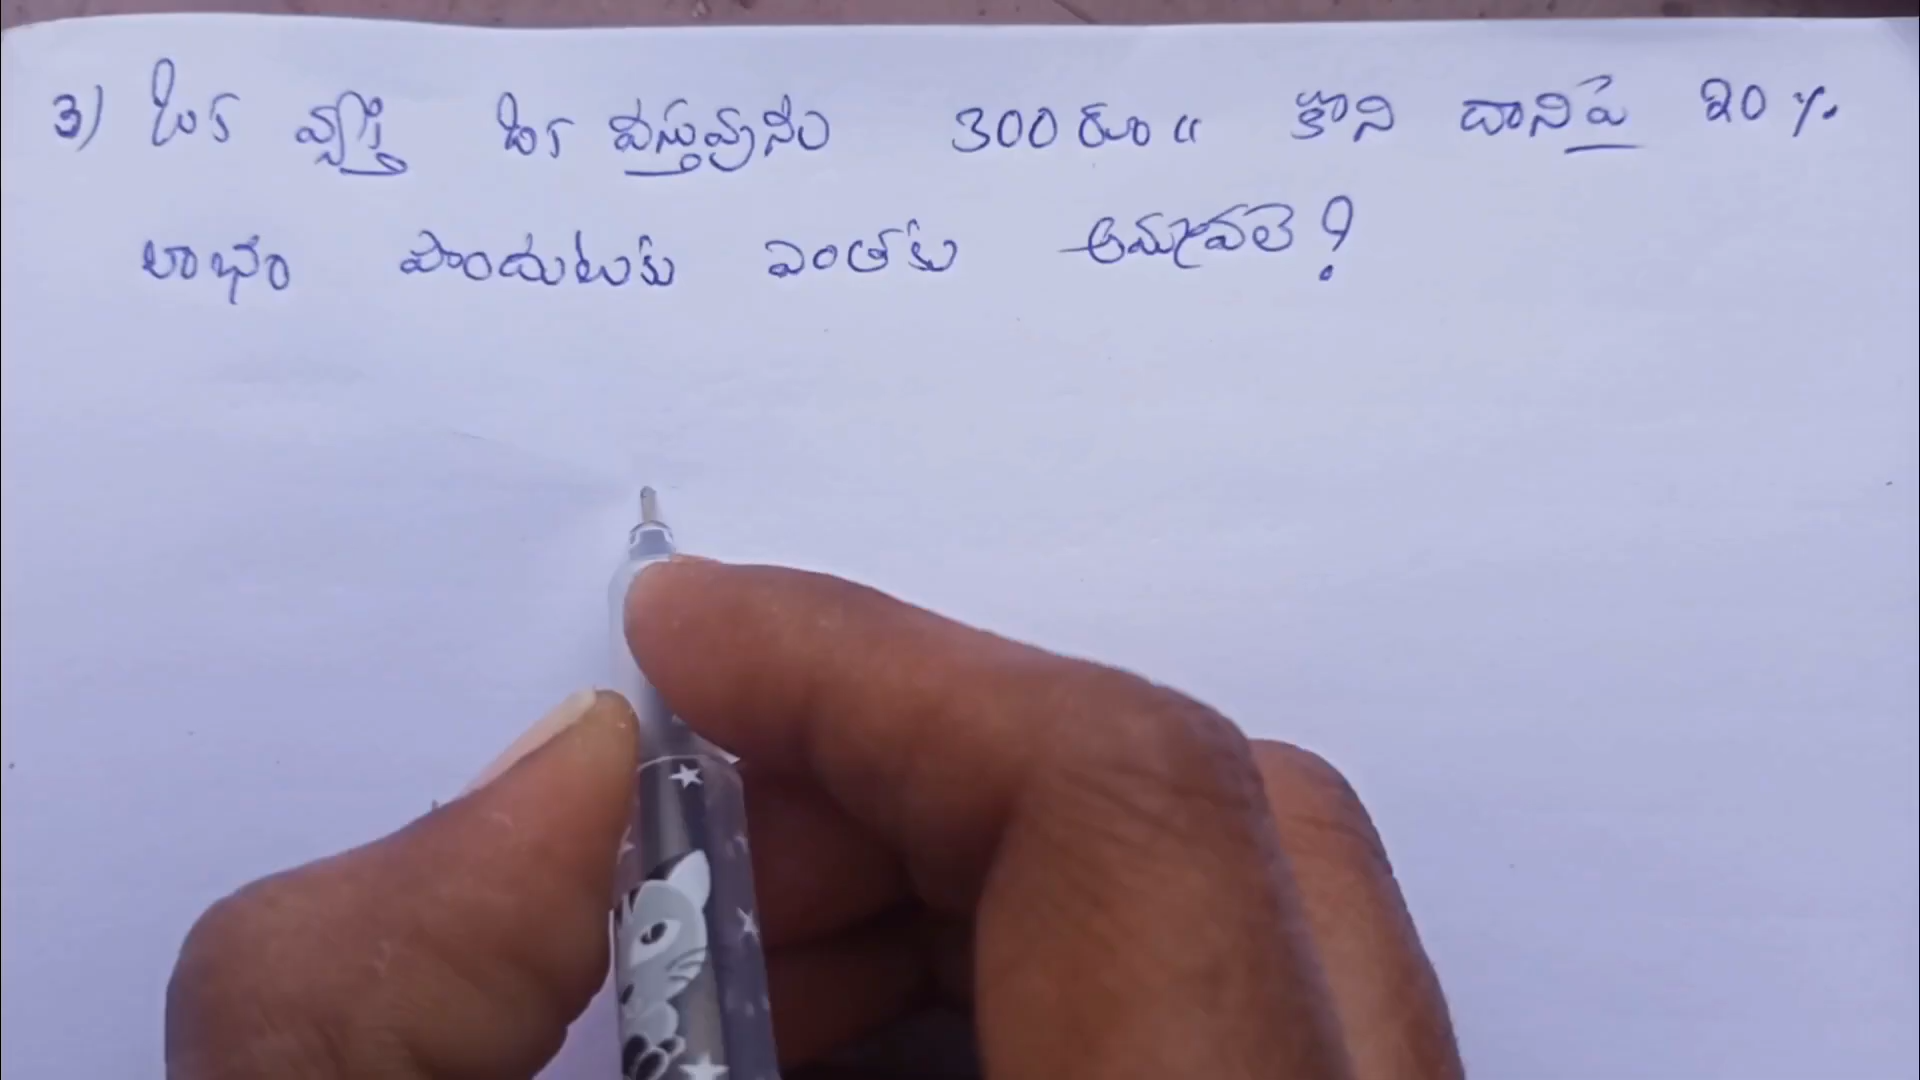 3) ఒక వ్యక్తి ఒక వస్తువును 300 రూ" కొని దానిపై 20 %
లాభం పొందుటకు ఎంతకు అమ్మవలె?